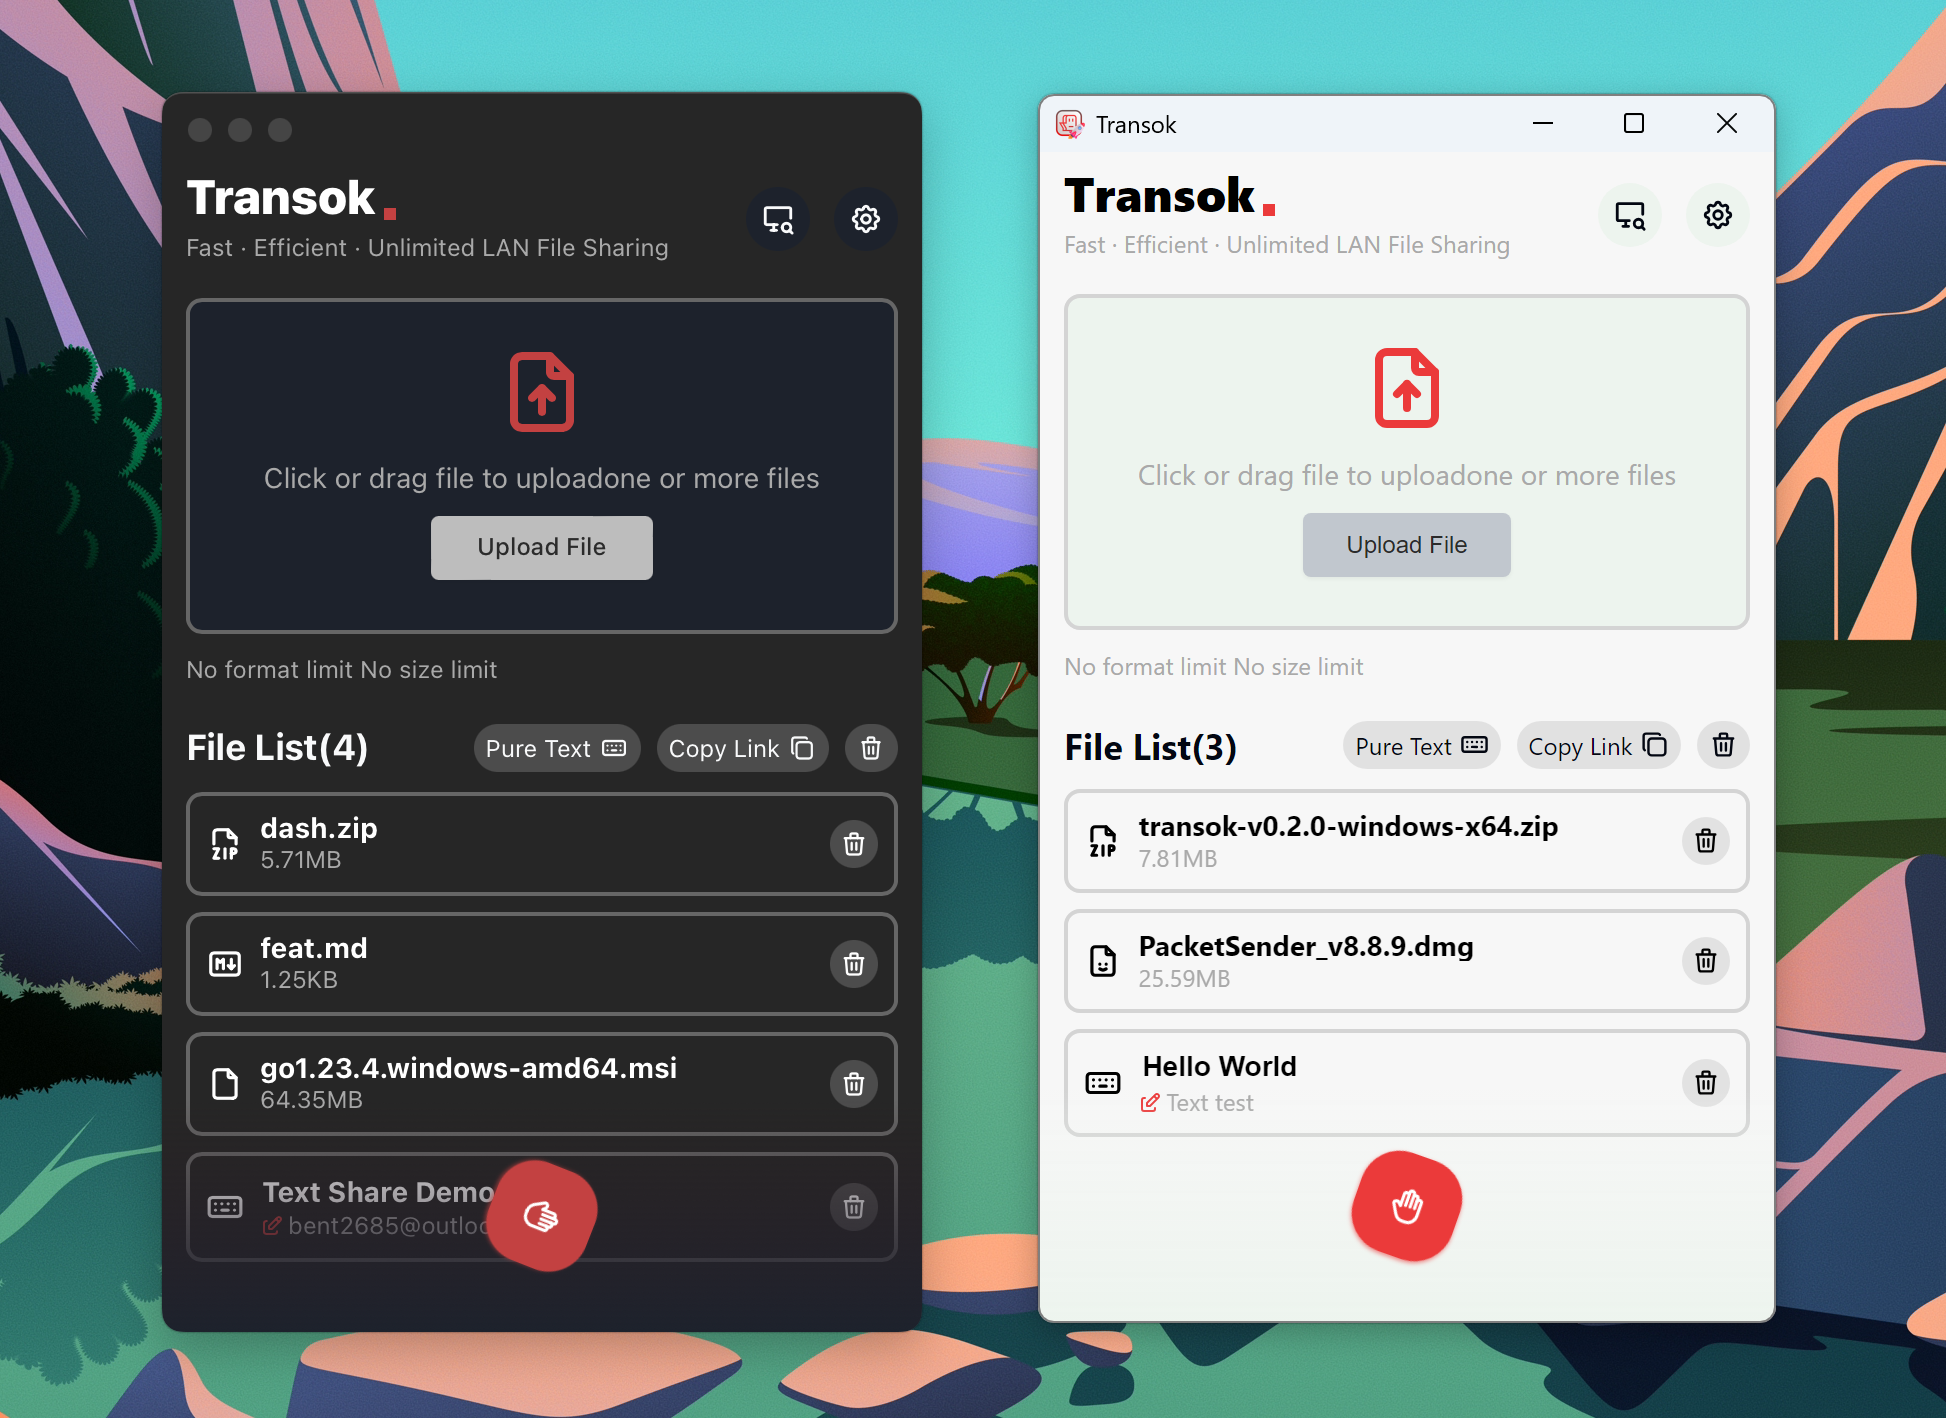 Transok.
Fast · Efficient · Unlimited LAN File Sharing
Click or drag file to uploadone or more files
Upload File
No format limit No size limit
File List(4)
Pure Text
Copy Link
ZIP
dash.zip
5.71MB
feat.md
1.25KB
go1.23.4.windows-amd64.msi
64.35MB
Text Share Demo
bent2685@outloo
Transok
Transok.
Fast · Efficient · Unlimited LAN File Sharing
Click or drag file to uploadone or more files
Upload File
No format limit No size limit
File List(3)
Pure Text
Copy Link
ZIP
transok-v0.2.0-windows-x64.zip
7.81MB
PacketSender_v8.8.9.dmg
25.59MB
Hello World
Text test